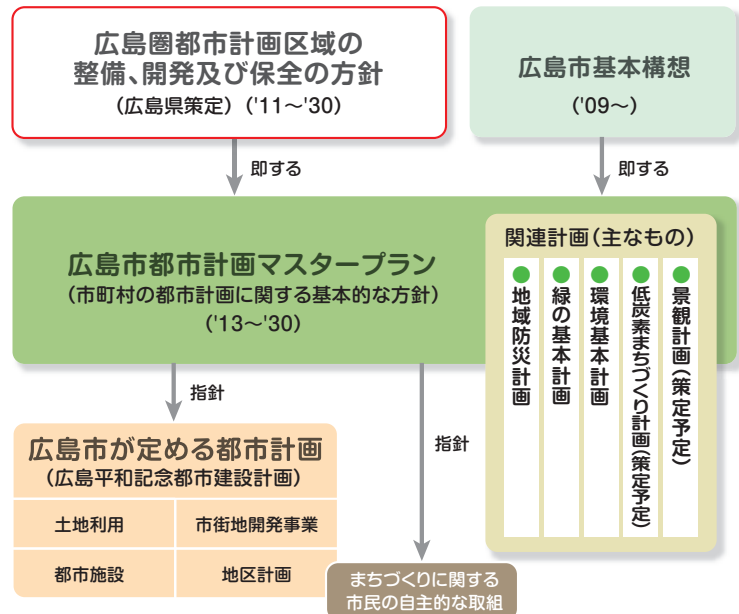 広島圏都市計画区域の
整備、開発及び保全の方針
(広島県策定) ('11～'30)
広島市基本構想
('09～)
即する
即する
広島市都市計画マスタープラン
(市町村の都市計画に関する基本的な方針)
('13～'30)
関連計画(主なもの)
●地域防災計画
●緑の基本計画
●環境基本計画
●低炭素まちづくり計画(策定予定)
●景観計画(策定予定)
指針
指針
広島市が定める都市計画
(広島平和記念都市建設計画)
土地利用
市街地開発事業
都市施設
地区計画
まちづくりに関する
市民の自主的な取組